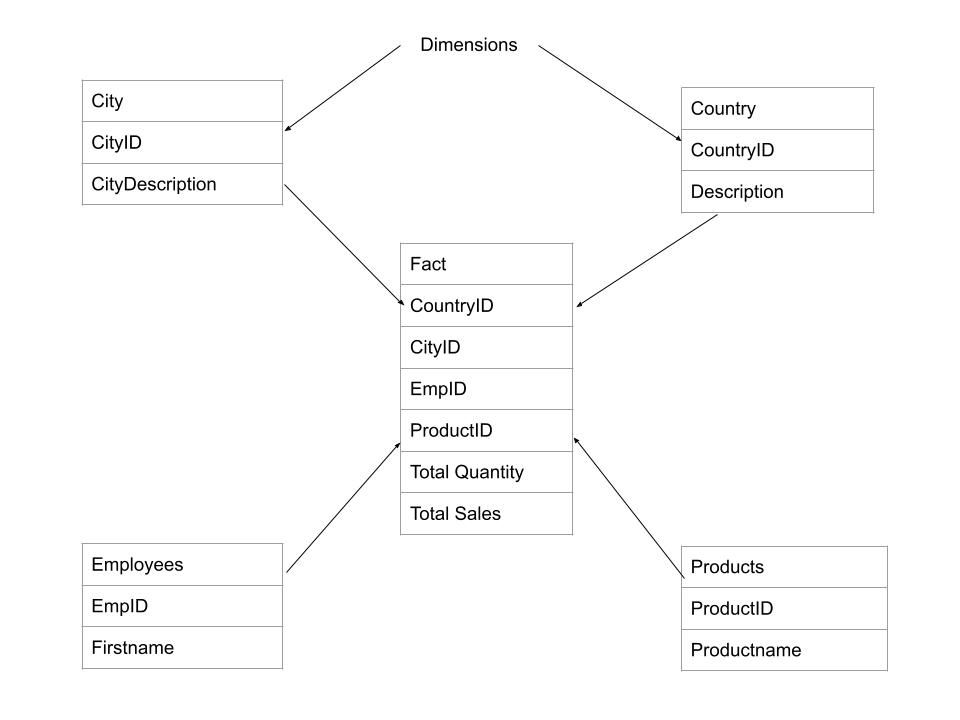 Dimensions
City
CityID
CityDescription
Country
CountryID
Description
Fact
CountryID
CityID
EmpID
ProductID
Total Quantity
Total Sales
Employees
EmpID
Firstname
Products
ProductID
Productname